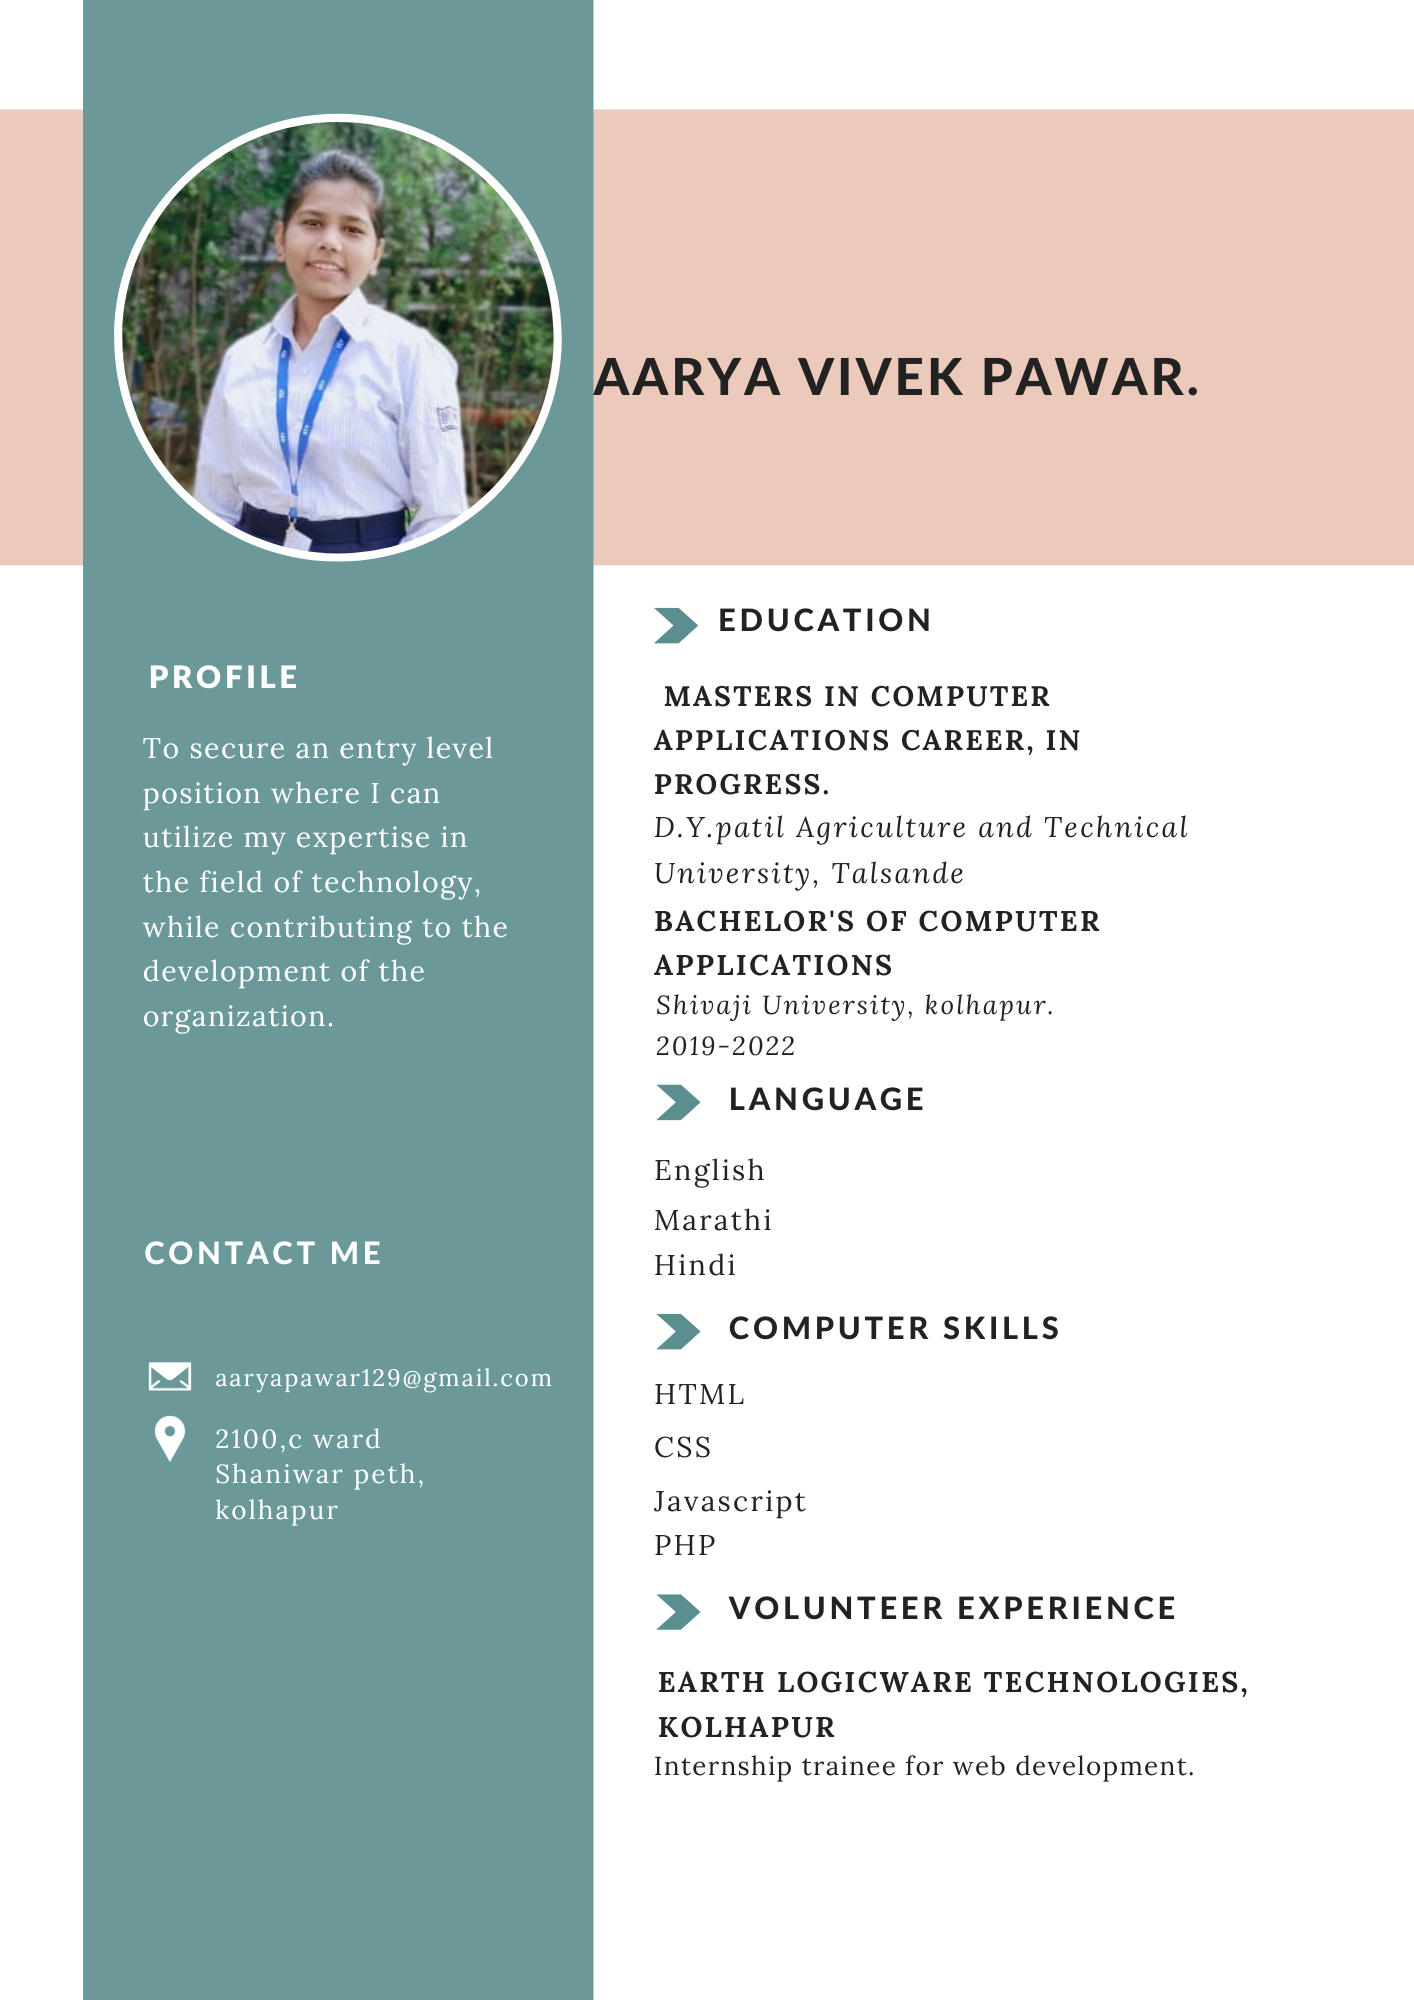 AARYA VIVEK PAWAR.
PROFILE
To secure an entry level
position where I can
utilize my expertise in
the field of technology,
while contributing to the
development of the
organization.
CONTACT ME
aaryapawar129@gmail.com
2100,c ward
Shaniwar peth,
kolhapur
EDUCATION
MASTERS IN COMPUTER
APPLICATIONS CAREER, IN
PROGRESS.
D.Y.patil Agriculture and Technical
University, Talsande
BACHELOR'S OF COMPUTER
APPLICATIONS
Shivaji University, kolhapur.
2019-2022
LANGUAGE
English
Marathi
Hindi
COMPUTER SKILLS
HTML
CSS
Javascript
PHP
VOLUNTEER EXPERIENCE
EARTH LOGICWARE TECHNOLOGIES,
KOLHAPUR
Internship trainee for web development.